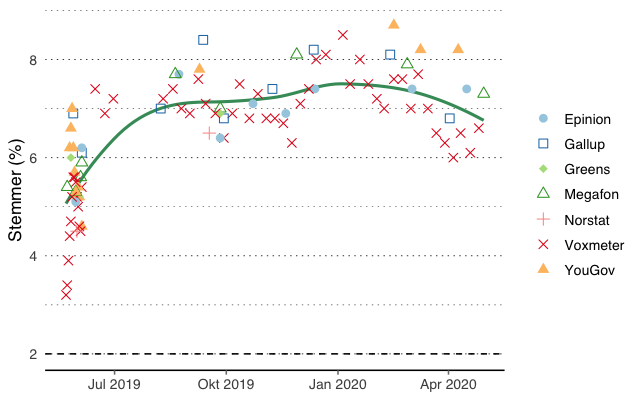 8
6
4
2
Stemmer (%)
Jul 2019
Okt 2019
Jan 2020
Apr 2020
Epinion
Gallup
Greens
Megafon
Norstat
Voxmeter
YouGov